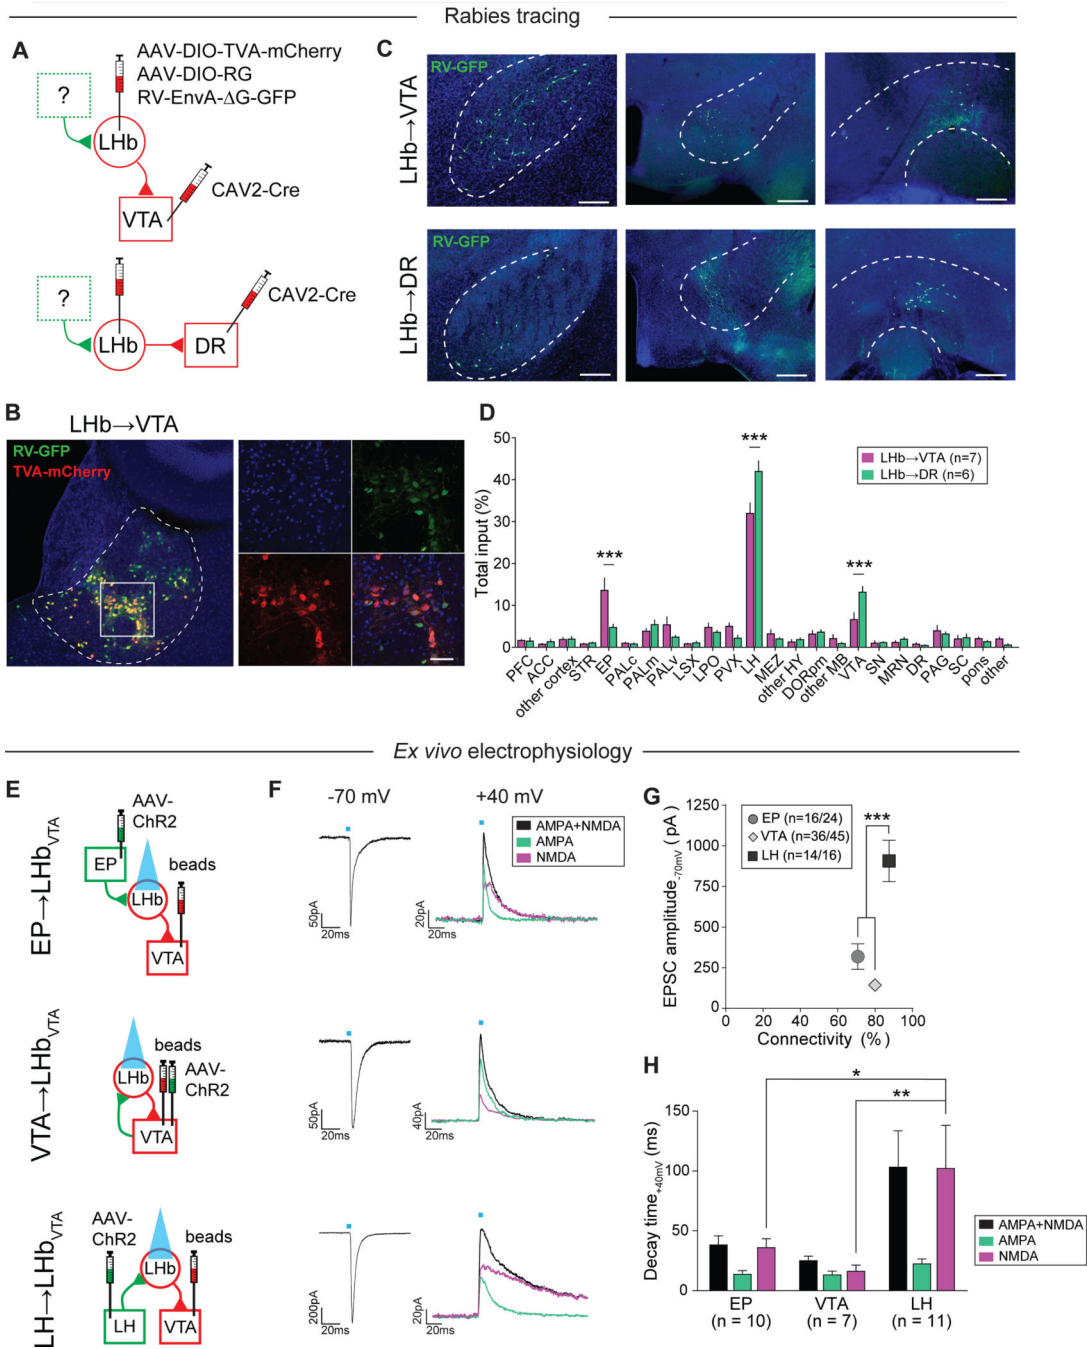 Rabies tracing
A
AAV-DIO-TVA-mCherry
AAV-DIO-RG
RV-EnvA-ΔG-GFP
?
LHb
VTA
CAV2-Cre
?
LHb
DR
CAV2-Cre
C
LHb→VTA
RV-GFP
LHb→DR
RV-GFP
B
LHb→VTA
RV-GFP
TVA-mCherry
D
Total input (%)
50
40
30
20
10
0
***
***
***
LHb→VTA (n=7)
LHb→DR (n=6)
PFC
ACC
other cortex
STR
EP
PALc
PALm
PALv
LSX
LPO
PVX
LH
MEZ
other HY
DORpm
other MB
VTA
SN
MRN
DR
PAG
SC
pons
other
Ex vivo electrophysiology
E
EP→LHbVTA
AAV-
ChR2
EP
beads
LHb
VTA
VTA→LHbVTA
beads
AAV-
ChR2
LHb
VTA
LH→LHbVTA
AAV-
ChR2
beads
LHb
LH
VTA
F
-70 mV
+40 mV
AMPA+NMDA
AMPA
NMDA
50pA
20ms
20pA
20ms
50pA
20ms
40pA
20ms
200pA
20ms
20pA
20ms
G
EPSC amplitude-70mV (pA)
1250
1000
750
500
250
0
EP (n=16/24)
VTA (n=36/45)
LH (n=14/16)
***
0 20 40 60 80 100
Connectivity (%)
H
*
**
Decay time+40mV (ms)
150
100
50
0
AMPA+NMDA
AMPA
NMDA
EP VTA LH
(n = 10) (n = 7) (n = 11)